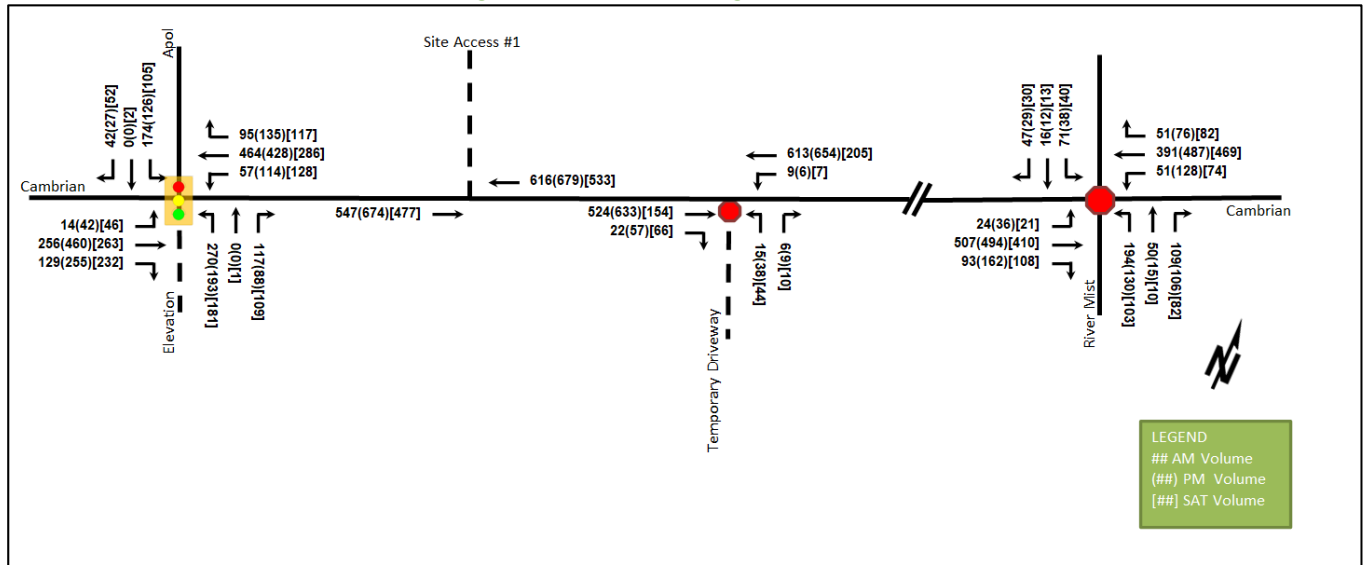 Apol
Site Access #1
42(27)[52]
0(0)[2]
174(126)[105]
95(135)[117]
464(428)[286]
57(114)[128]
Cambrian
14(42)[46]
256(460)[263]
129(255)[232]
Elevation
270(193)[181]
0(0)[1]
117(88)[109]
547(674)[477]
616(679)[533]
613(654)[205]
9(6)[7]
524(633)[154]
22(57)[66]
Temporary Driveway
15(38)[44]
6(9)[10]
47(29)[30]
16(12)[13]
71(38)[40]
51(76)[82]
391(487)[469]
51(128)[74]
Cambrian
24(36)[21]
507(494)[410]
93(162)[108]
River Mist
194(130)[103]
50(15)[10]
109(106)[82]
N
LEGEND
## AM Volume
(##) PM Volume
[##] SAT Volume